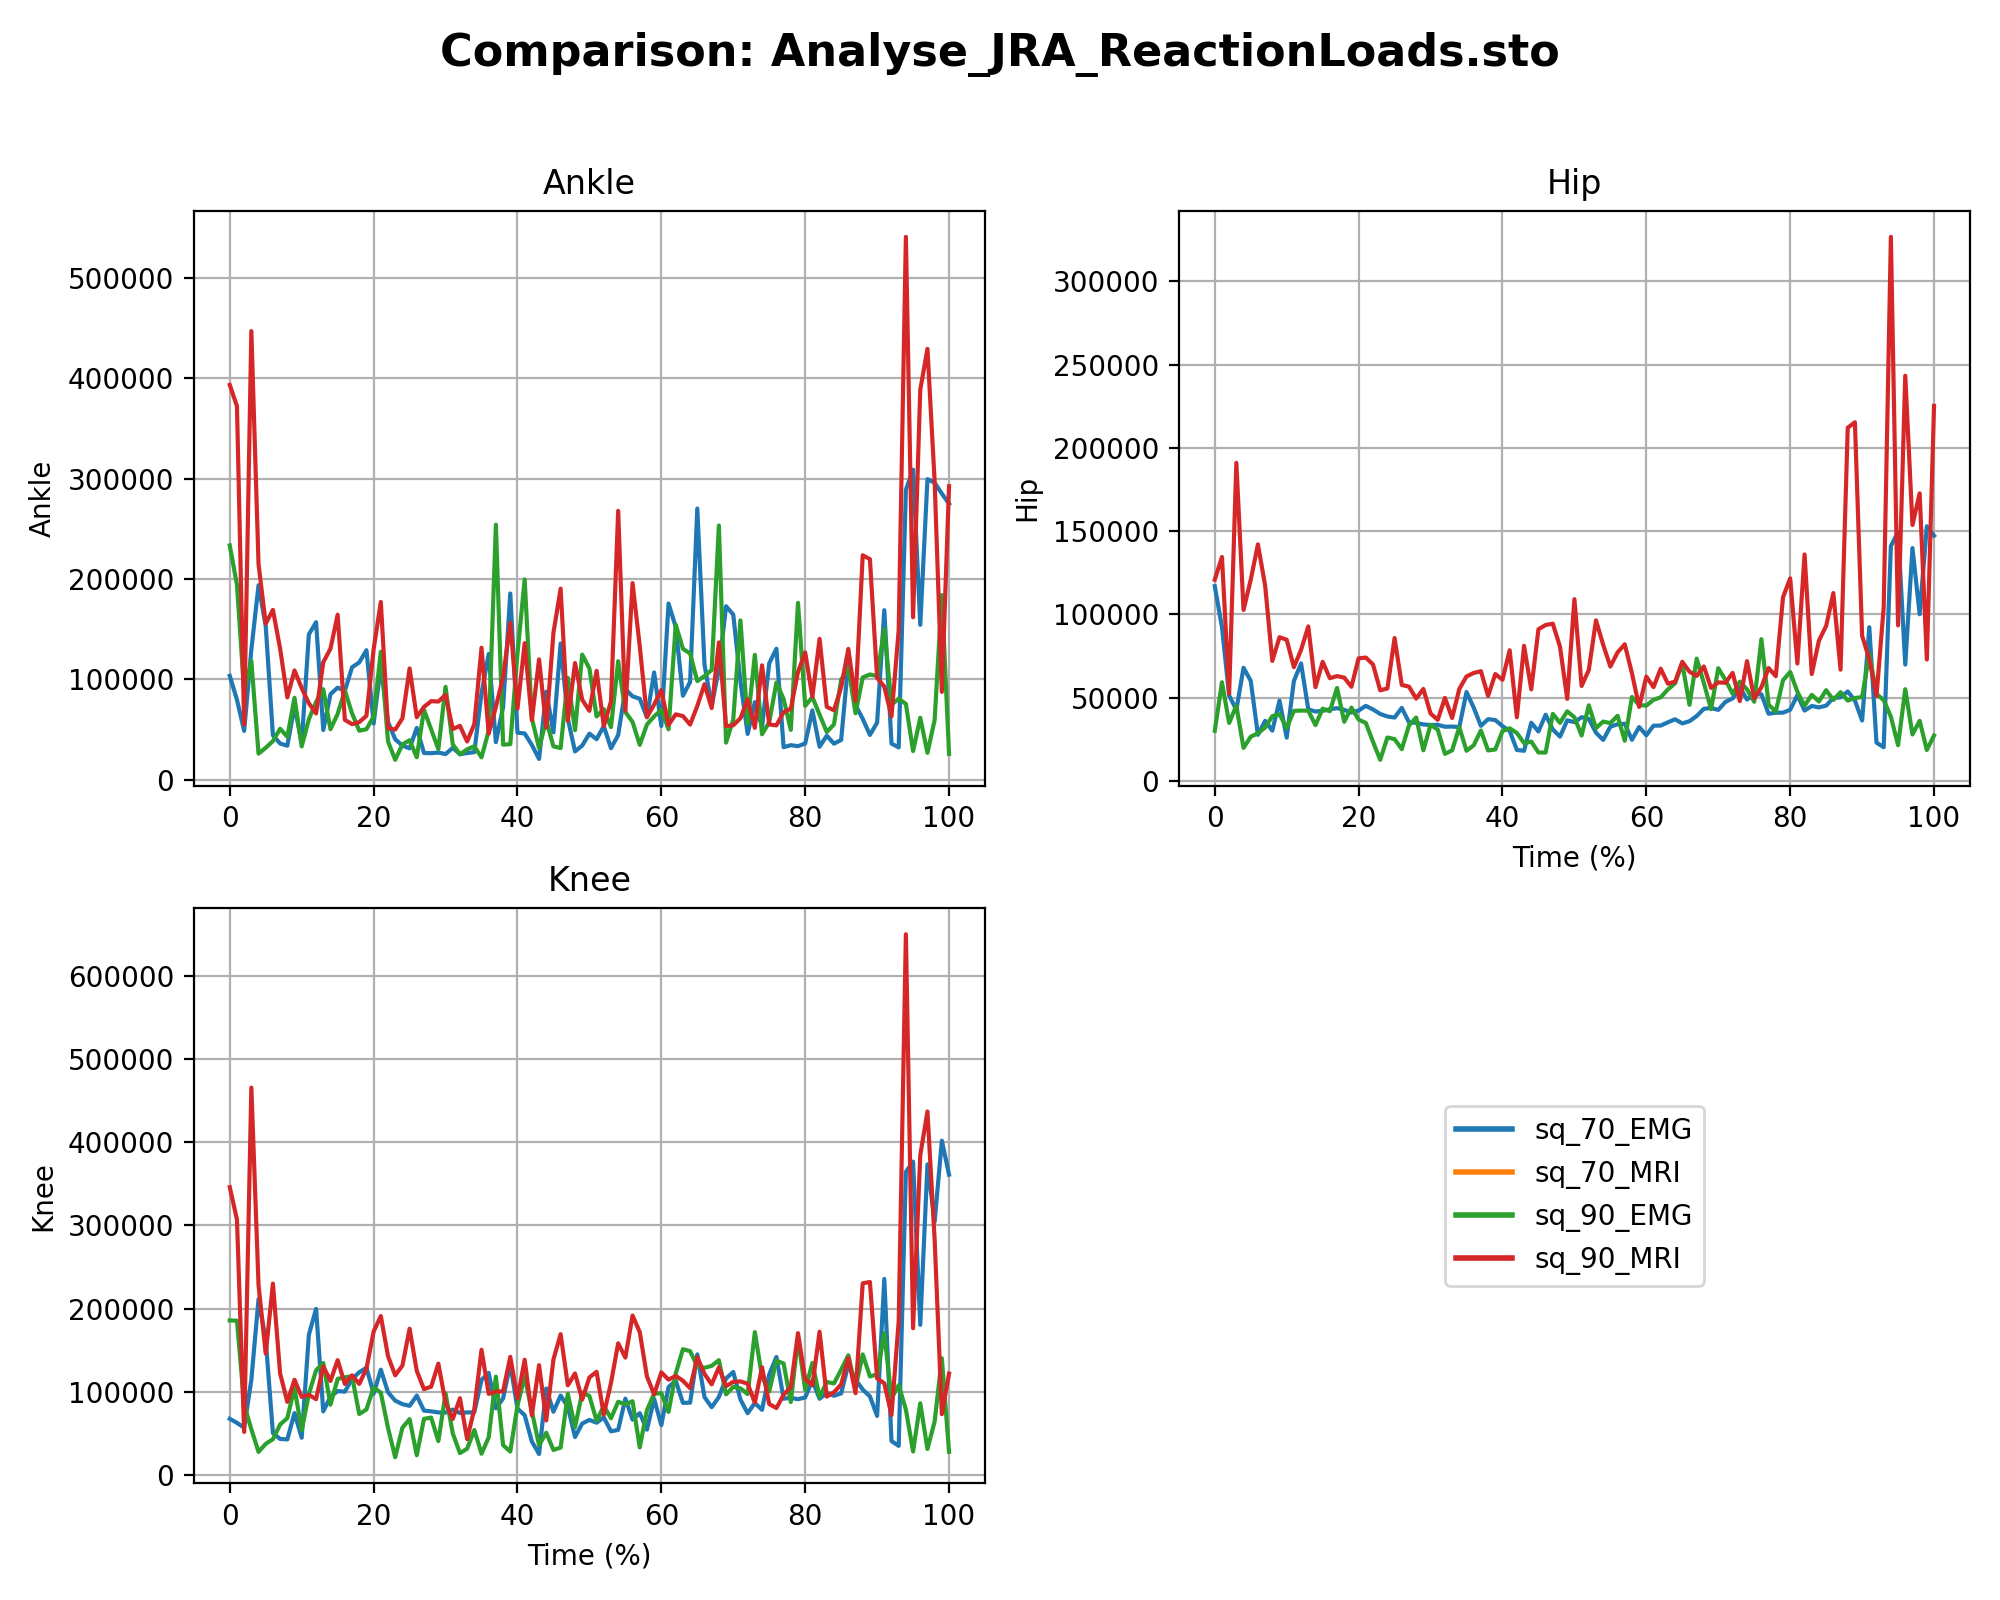 Comparison: Analyse_JRA_ReactionLoads.sto
Ankle
Ankle
500000
400000
300000
200000
100000
0
0 20 40 60 80 100
Hip
Hip
300000
250000
200000
150000
100000
50000
0
0 20 40 60 80 100
Time (%)
Knee
Knee
600000
500000
400000
300000
200000
100000
0
0 20 40 60 80 100
Time (%)
sq_70_EMG
sq_70_MRI
sq_90_EMG
sq_90_MRI